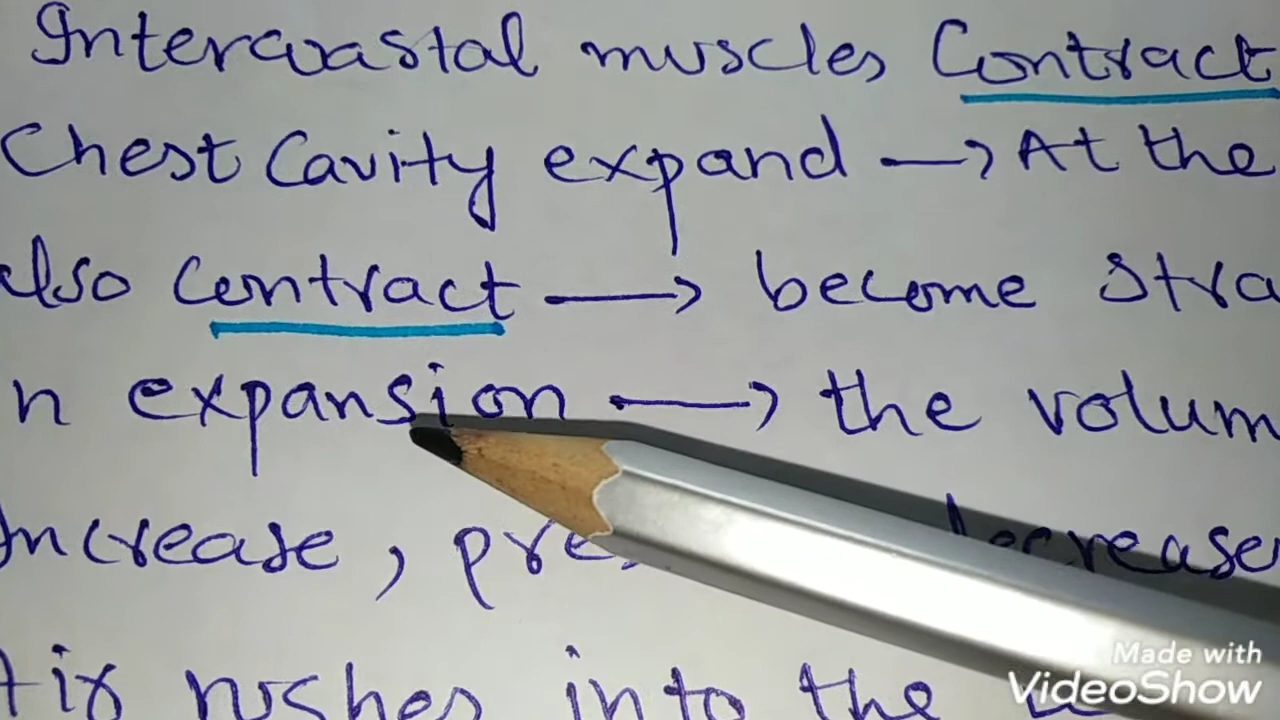 Intercoastal muscles Contract
Chest Cavity expand → At the
also contract → become stra
n expansion → the volum
Increase, pre decrease
Air rushes into the
Made with
VideoShow